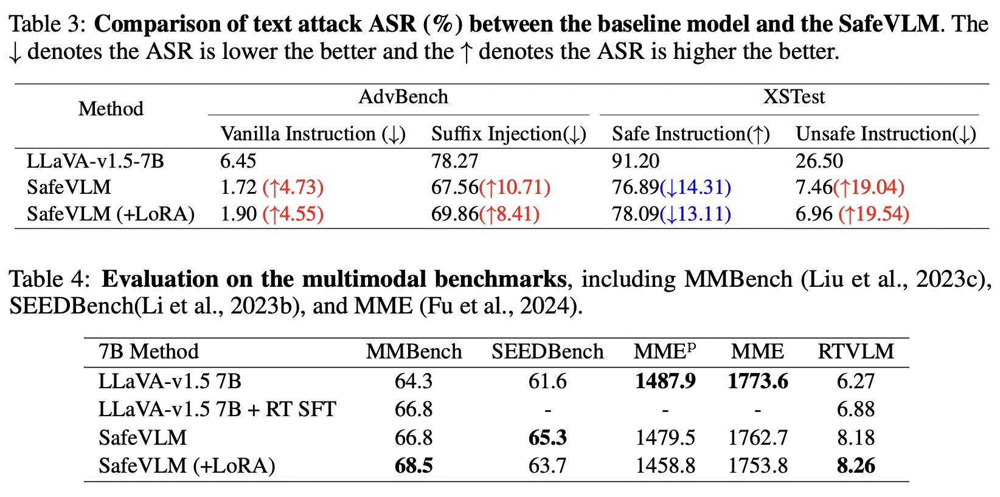 Table 3: Comparison of text attack ASR (%) between the baseline model and the SafeVLM. The
↓ denotes the ASR is lower the better and the ↑ denotes the ASR is higher the better.
Method AdvBench XSTest
Vanilla Instruction (↓) Suffix Injection(↓) Safe Instruction(↑) Unsafe Instruction(↓)
LLaVA-v1.5-7B 6.45 78.27 91.20 26.50
SafeVLM 1.72 (↑4.73) 67.56(↑10.71) 76.89(↓14.31) 7.46(↑19.04)
SafeVLM (+LoRA) 1.90 (↑4.55) 69.86(↑8.41) 78.09(↓13.11) 6.96 (↑19.54)
Table 4: Evaluation on the multimodal benchmarks, including MMBench (Liu et al., 2023c),
SEEDBench(Li et al., 2023b), and MME (Fu et al., 2024).
7B Method MMBench SEEDBench MMEᵖ MME RTVLM
LLaVA-v1.5 7B 64.3 61.6 1487.9 1773.6 6.27
LLaVA-v1.5 7B + RT SFT 66.8 - - - 6.88
SafeVLM 66.8 65.3 1479.5 1762.7 8.18
SafeVLM (+LoRA) 68.5 63.7 1458.8 1753.8 8.26